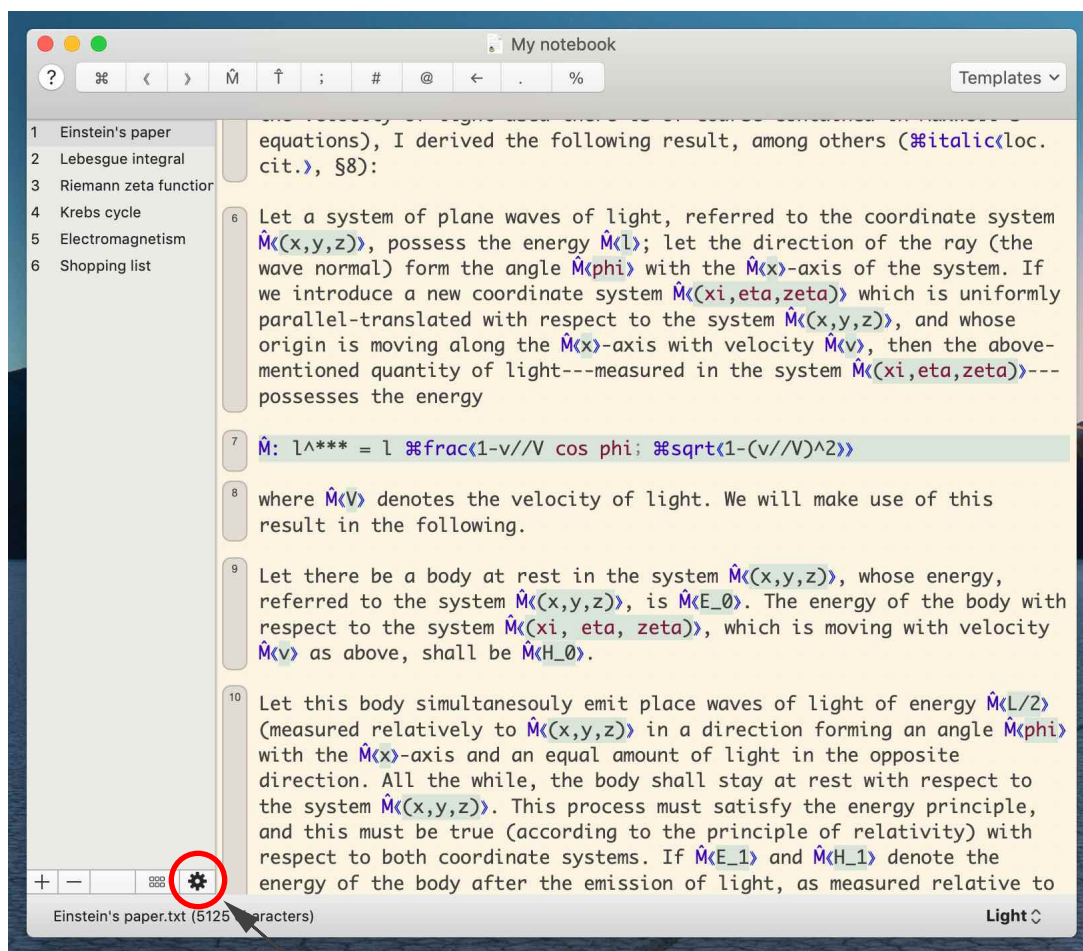 My notebook
? ⌘ 《 》 M̂ T̂ ; # @ ← . % Templates
1 Einstein's paper
2 Lebesgue integral
3 Riemann zeta function
4 Krebs cycle
5 Electromagnetism
6 Shopping list
equations), I derived the following result, among others (⌘italic⟪loc.
cit.⟫, §8):
6 Let a system of plane waves of light, referred to the coordinate system
M̂⟪(x,y,z)⟫, possess the energy M̂⟪l⟫; let the direction of the ray (the
wave normal) form the angle M̂⟪phi⟫ with the M̂⟪x⟫-axis of the system. If
we introduce a new coordinate system M̂⟪(xi,eta,zeta)⟫ which is uniformly
parallel-translated with respect to the system M̂⟪(x,y,z)⟫, and whose
origin is moving along the M̂⟪x⟫-axis with velocity M̂⟪v⟫, then the above-
mentioned quantity of light---measured in the system M̂⟪(xi,eta,zeta)⟫---
possesses the energy
7 M̂: l^*** = l ⌘frac⟪1-v//V cos phi; ⌘sqrt⟪1-(v//V)^2⟫⟫
8 where M̂⟪V⟫ denotes the velocity of light. We will make use of this
result in the following.
9 Let there be a body at rest in the system M̂⟪(x,y,z)⟫, whose energy,
referred to the system M̂⟪(x,y,z)⟫, is M̂⟪E_0⟫. The energy of the body with
respect to the system M̂⟪(xi, eta, zeta)⟫, which is moving with velocity
M̂⟪v⟫ as above, shall be M̂⟪H_0⟫.
10 Let this body simultanesouly emit place waves of light of energy M̂⟪L/2⟫
(measured relatively to M̂⟪(x,y,z)⟫ in a direction forming an angle M̂⟪phi⟫
with the M̂⟪x⟫-axis and an equal amount of light in the opposite
direction. All the while, the body shall stay at rest with respect to
the system M̂⟪(x,y,z)⟫. This process must satisfy the energy principle,
and this must be true (according to the principle of relativity) with
respect to both coordinate systems. If M̂⟪E_1⟫ and M̂⟪H_1⟫ denote the
energy of the body after the emission of light, as measured relative to
+ −
Einstein's paper.txt (5125 characters) Light